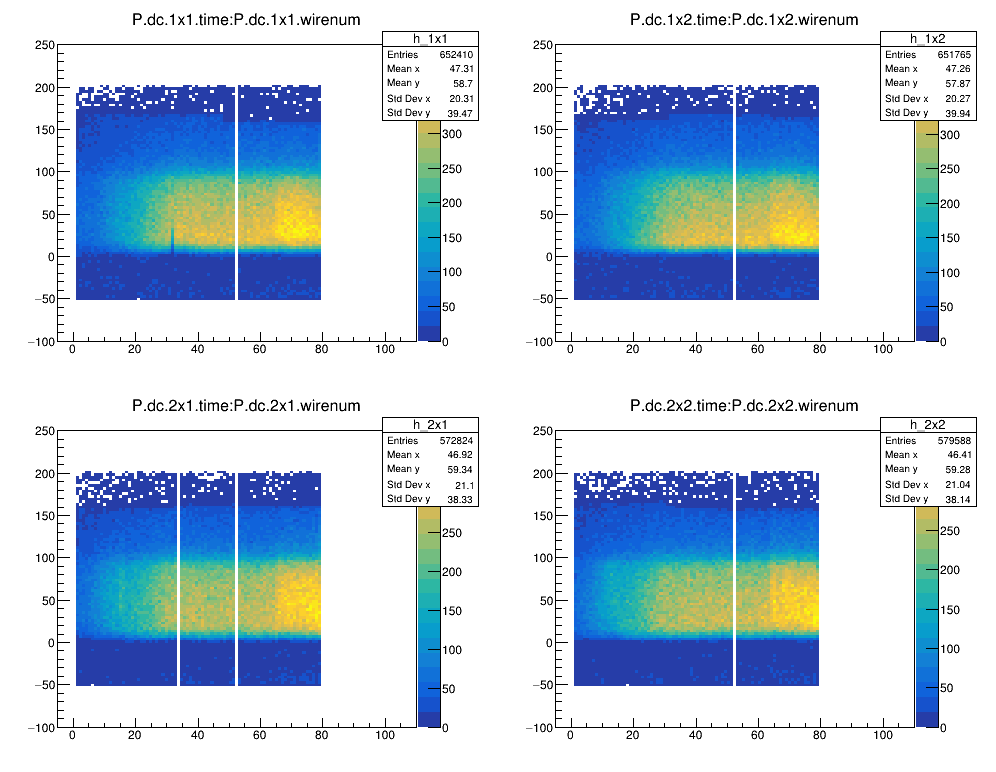 P.dc.1x1.time:P.dc.1x1.wirenum
h_1x1
Entries 652410
Mean x 47.31
Mean y 58.7
Std Dev x 20.31
Std Dev y 39.47
250
200
150
100
50
0
−50
−100
0 20 40 60 80 100
300
250
200
150
100
50
0
P.dc.1x2.time:P.dc.1x2.wirenum
h_1x2
Entries 651765
Mean x 47.26
Mean y 57.87
Std Dev x 20.27
Std Dev y 39.94
250
200
150
100
50
0
−50
−100
0 20 40 60 80 100
300
250
200
150
100
50
0
P.dc.2x1.time:P.dc.2x1.wirenum
h_2x1
Entries 572824
Mean x 46.92
Mean y 59.34
Std Dev x 21.1
Std Dev y 38.33
250
200
150
100
50
0
−50
−100
0 20 40 60 80 100
250
200
150
100
50
0
P.dc.2x2.time:P.dc.2x2.wirenum
h_2x2
Entries 579588
Mean x 46.41
Mean y 59.28
Std Dev x 21.04
Std Dev y 38.14
250
200
150
100
50
0
−50
−100
0 20 40 60 80 100
250
200
150
100
50
0